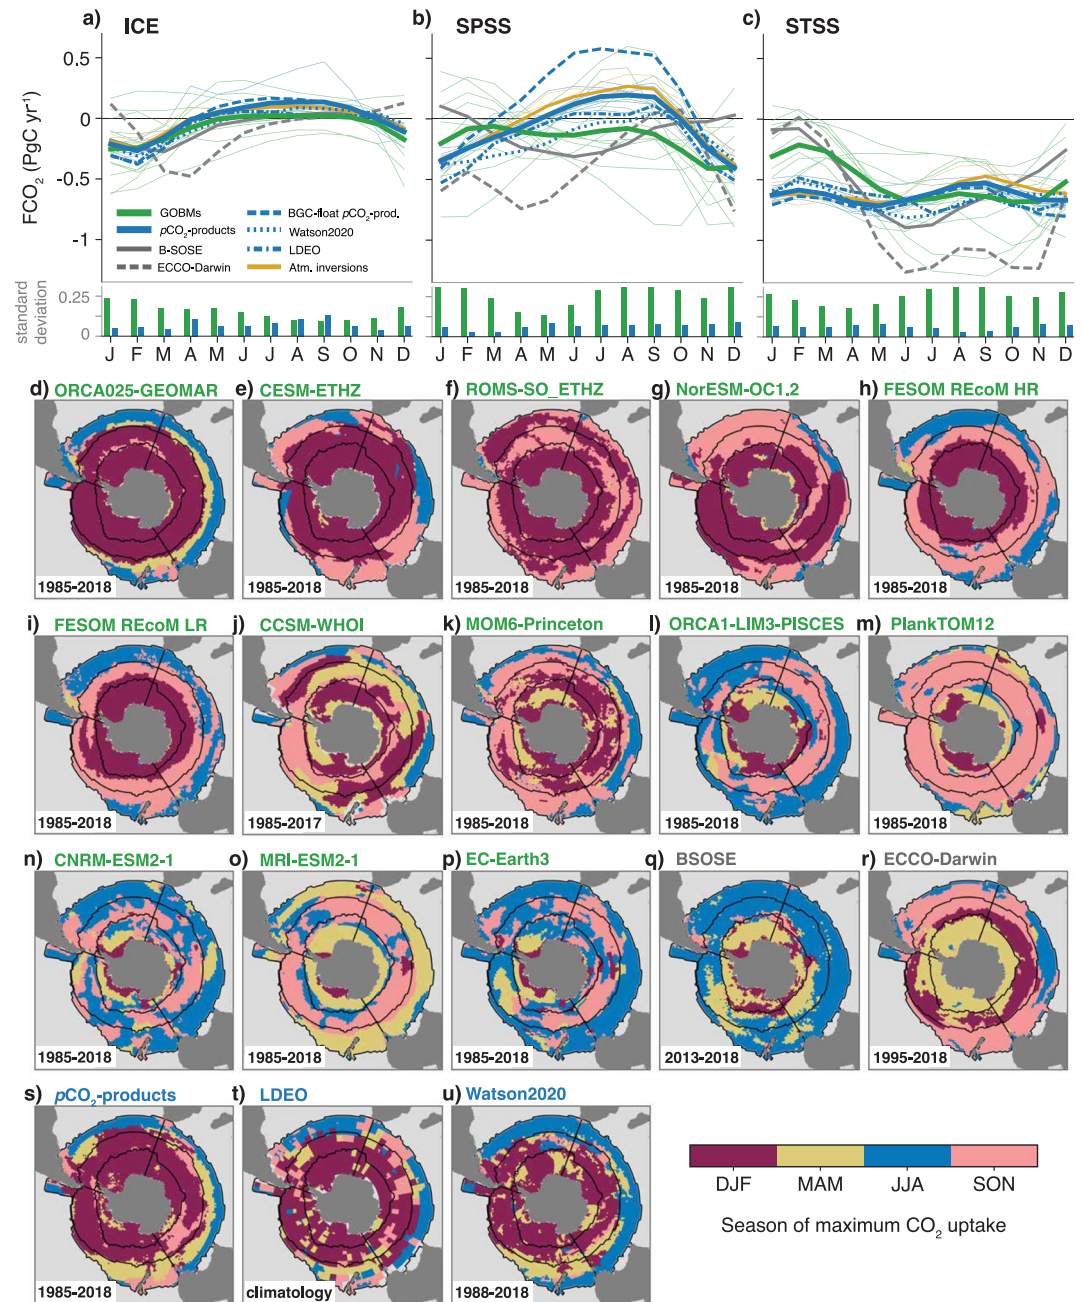 a) ICE
b) SPSS
c) STSS
FCO2 (PgC yr-1)
0.5
0
-0.5
-1
GOBMs
pCO2-products
B-SOSE
ECCO-Darwin
BGC-float pCO2-prod.
Watson2020
LDEO
Atm. inversions
standard deviation
0.25
0
J F M A M J J A S O N D
J F M A M J J A S O N D
J F M A M J J A S O N D
d) ORCA025-GEOMAR
e) CESM-ETHZ
f) ROMS-SO_ETHZ
g) NorESM-OC1.2
h) FESOM REcoM HR
1985-2018
1985-2018
1985-2018
1985-2018
1985-2018
i) FESOM REcoM LR
j) CCSM-WHOI
k) MOM6-Princeton
l) ORCA1-LIM3-PISCES
m) PlankTOM12
1985-2018
1985-2017
1985-2018
1985-2018
1985-2018
n) CNRM-ESM2-1
o) MRI-ESM2-1
p) EC-Earth3
q) BSOSE
r) ECCO-Darwin
1985-2018
1985-2018
1985-2018
2013-2018
1995-2018
s) pCO2-products
t) LDEO
u) Watson2020
1985-2018
climatology
1988-2018
DJF MAM JJA SON
Season of maximum CO2 uptake